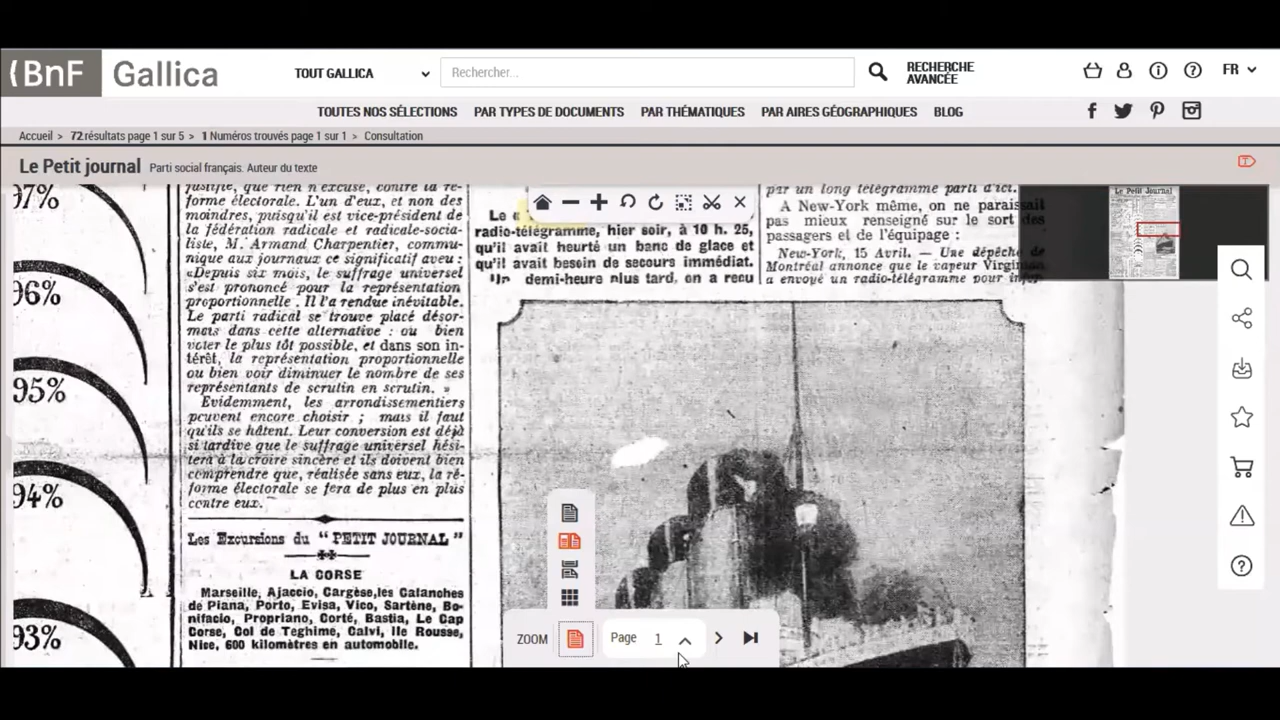 BnF Gallica
TOUT GALLICA
Rechercher...
RECHERCHE
AVANCÉE
FR
TOUTES NOS SÉLECTIONS PAR TYPES DE DOCUMENTS PAR THÉMATIQUES PAR AIRES GÉOGRAPHIQUES BLOG
Accueil > 72 résultats page 1 sur 5 > 1 Numéros trouvés page 1 sur 1 > Consultation
Le Petit journal Parti social français. Auteur du texte
97%
96%
95%
94%
93%
justifie, que rien n'excuse, contre la ré-
forme électorale. L'un d'eux, et non des
moindres, puisqu'il est vice-président de
la fédération radicale et radicale-socia-
liste, M. Armand Charpentier, commu-
nique aux journaux ce significatif aveu :
«Depuis six mois, le suffrage universel
s'est prononcé pour la représentation
proportionnelle. Il l'a rendue inévitable.
Le parti radical se trouve placé désor-
mais dans cette alternative : ou bien
voter le plus tôt possible, et dans son in-
térêt, la représentation proportionnelle
ou bien voir diminuer le nombre de ses
représentants de scrutin en scrutin. »
Evidemment, les arrondissementiers
peuvent encore choisir ; mais il faut
qu'ils se hâtent. Leur conversion est déjà
si tardive que le suffrage universel hési-
tera à la croire sincère et ils doivent bien
comprendre que, réalisée sans eux, la ré-
forme électorale se fera de plus en plus
contre eux.
Les Excursions du "PETIT JOURNAL"
LA CORSE
Marseille, Ajaccio, Cargèse, les Calanches
de Piana, Porto, Evisa, Vico, Sartène, Bo-
nifacio, Propriano, Corté, Bastia, Le Cap
Corse, Col de Teghime, Calvi, Ile Rousse,
Nice, 600 kilomètres en automobile.
Le «
radio-télégramme, hier soir, à 10 h. 25,
qu'il avait heurté un banc de glace et
qu'il avait besoin de secours immédiat.
Un demi-heure plus tard, on a reçu
par un long télégramme parti d'ici.
A New-York même, on ne paraissait
pas mieux renseigné sur le sort des
passagers et de l'équipage :
New-York, 15 Avril. — Une dépêche de
Montréal annonce que le vapeur Virginian
a envoyé un radio-télégramme pour infor-
Le Petit Journal
ZOOM
Page 1